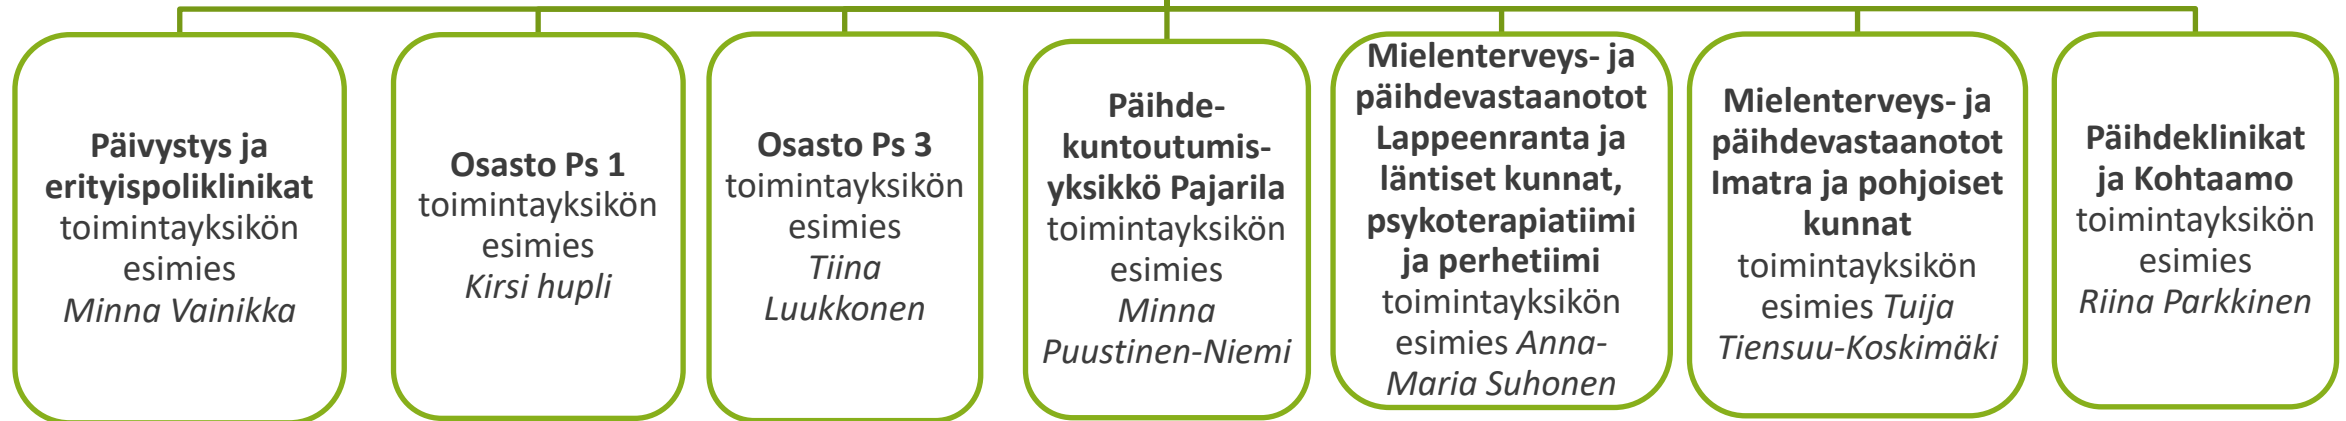 Päivystys ja
erityispoliklinikat
toimintayksikön
esimies
Minna Vainikka
Osasto Ps 1
toimintayksikön
esimies
Kirsi hupli
Osasto Ps 3
toimintayksikön
esimies
Tiina
Luukkonen
Päihde-
kuntoutumis-
yksikkö Pajarila
toimintayksikön
esimies
Minna
Puustinen-Niemi
Mielenterveys- ja
päihdevastaanotot
Lappeenranta ja
läntiset kunnat,
psykoterapiatiimi
ja perhetiimi
toimintayksikön
esimies Anna-
Maria Suhonen
Mielenterveys- ja
päihdevastaanotot
Imatra ja pohjoiset
kunnat
toimintayksikön
esimies Tuija
Tiensuu-Koskimäki
Päihdeklinikat
ja Kohtaamo
toimintayksikön
esimies
Riina Parkkinen